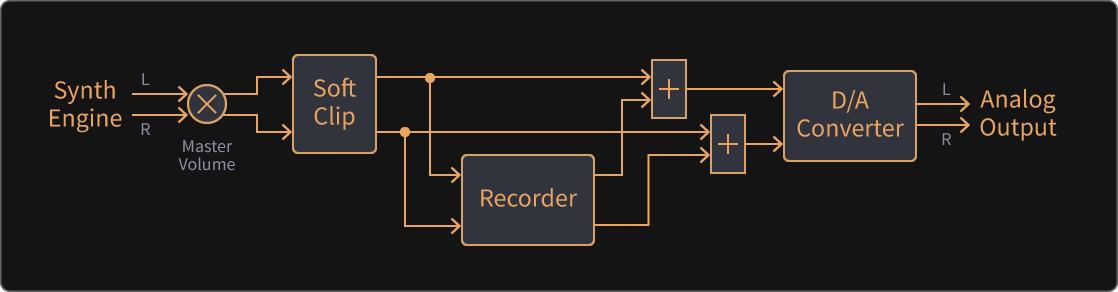 Synth
Engine
L
R
Master
Volume
Soft
Clip
Recorder
+
+
D/A
Converter
L
R
Analog
Output